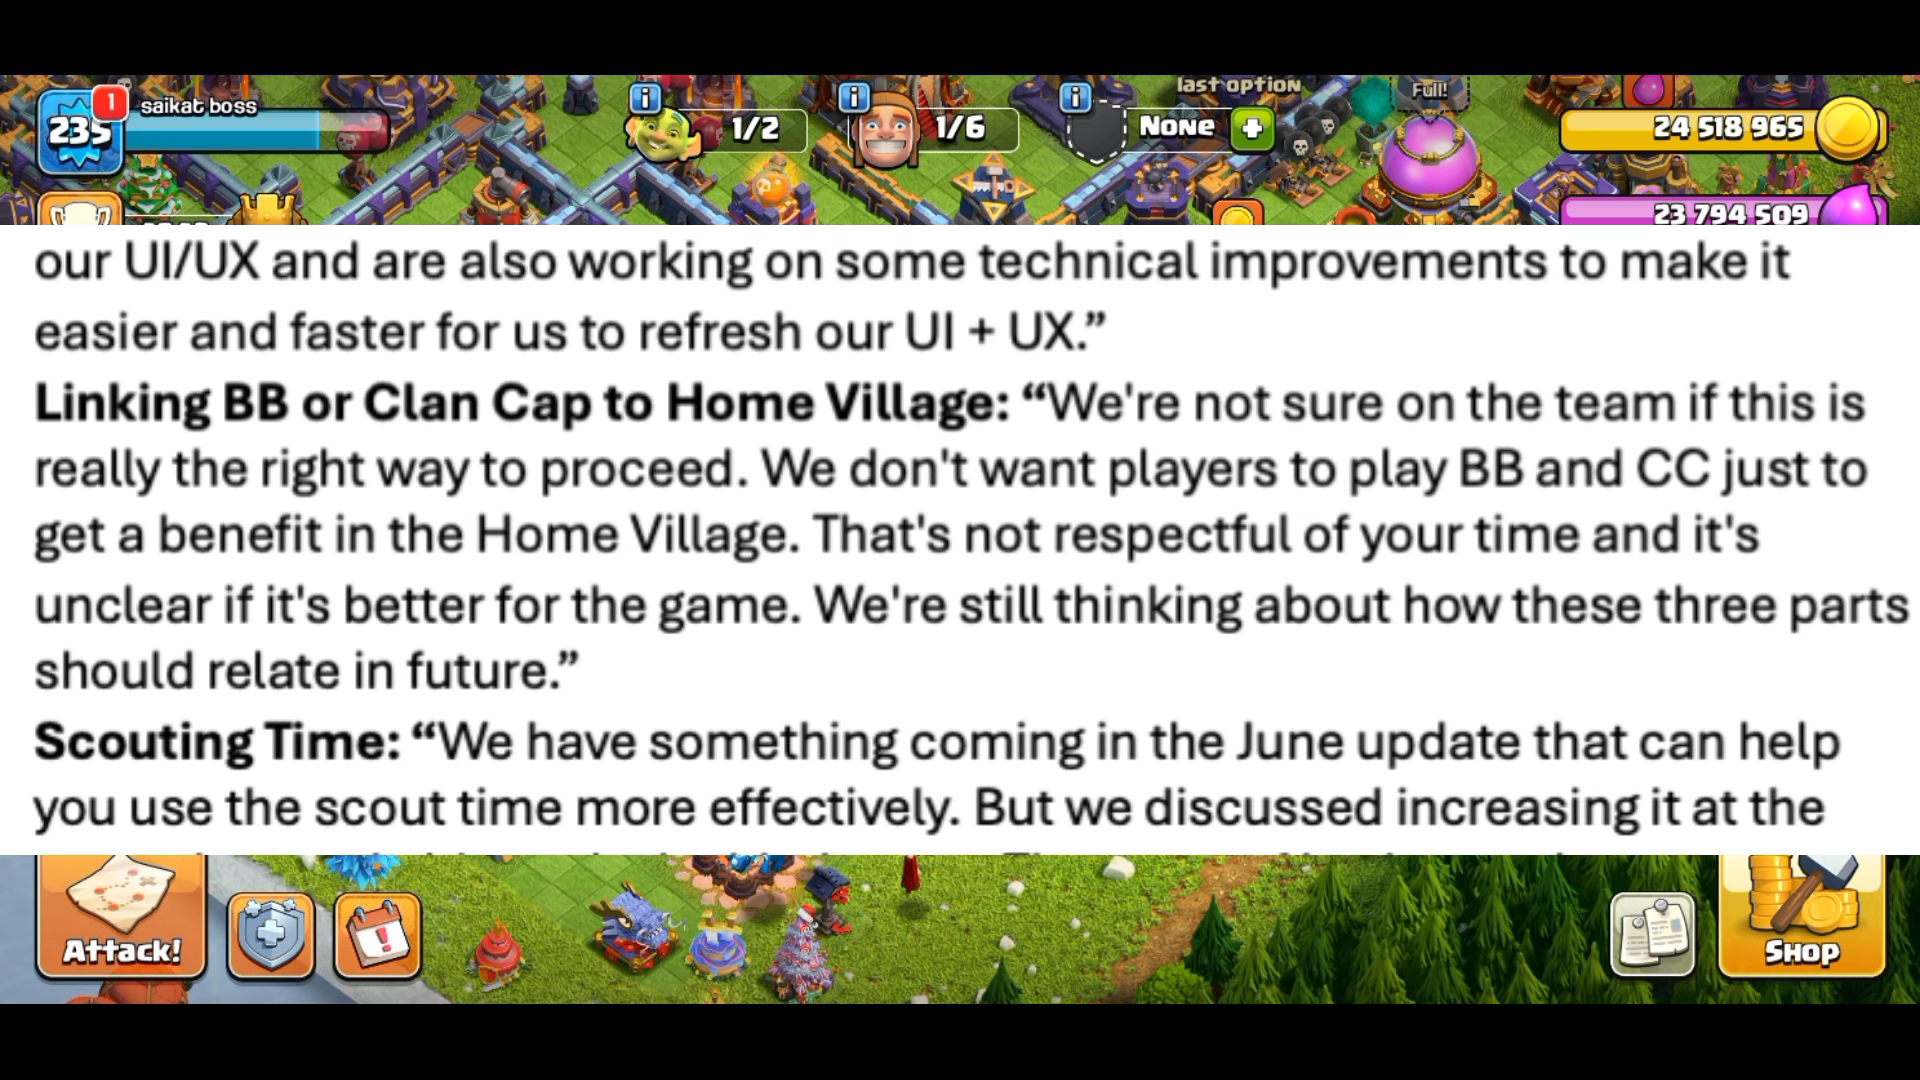 last option
Full!
1
235
saikat boss
1/2
1/6
None
24 518 965
23 794 509
our UI/UX and are also working on some technical improvements to make it
easier and faster for us to refresh our UI + UX.”
Linking BB or Clan Cap to Home Village: “We're not sure on the team if this is
really the right way to proceed. We don't want players to play BB and CC just to
get a benefit in the Home Village. That's not respectful of your time and it's
unclear if it's better for the game. We're still thinking about how these three parts
should relate in future.”
Scouting Time: “We have something coming in the June update that can help
you use the scout time more effectively. But we discussed increasing it at the
Attack!
Shop